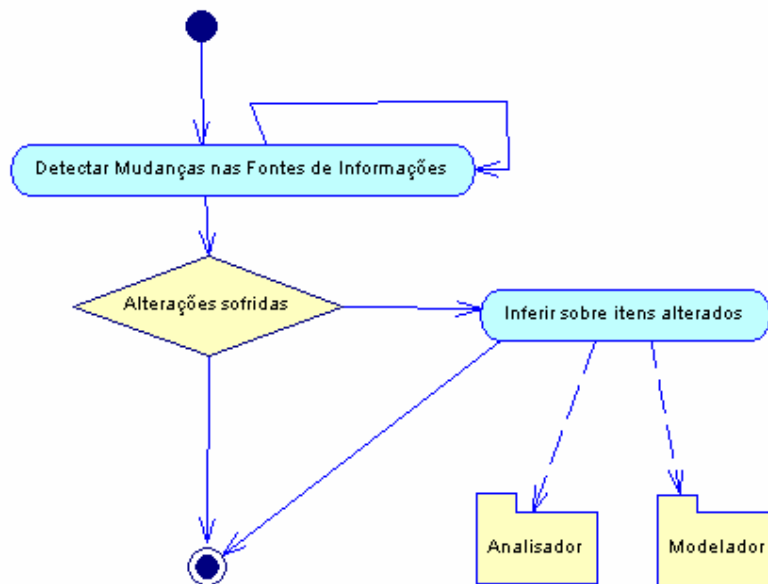 Detectar Mudanças nas Fontes de Informações
Alterações sofridas
Inferir sobre itens alterados
Analisador
Modelador